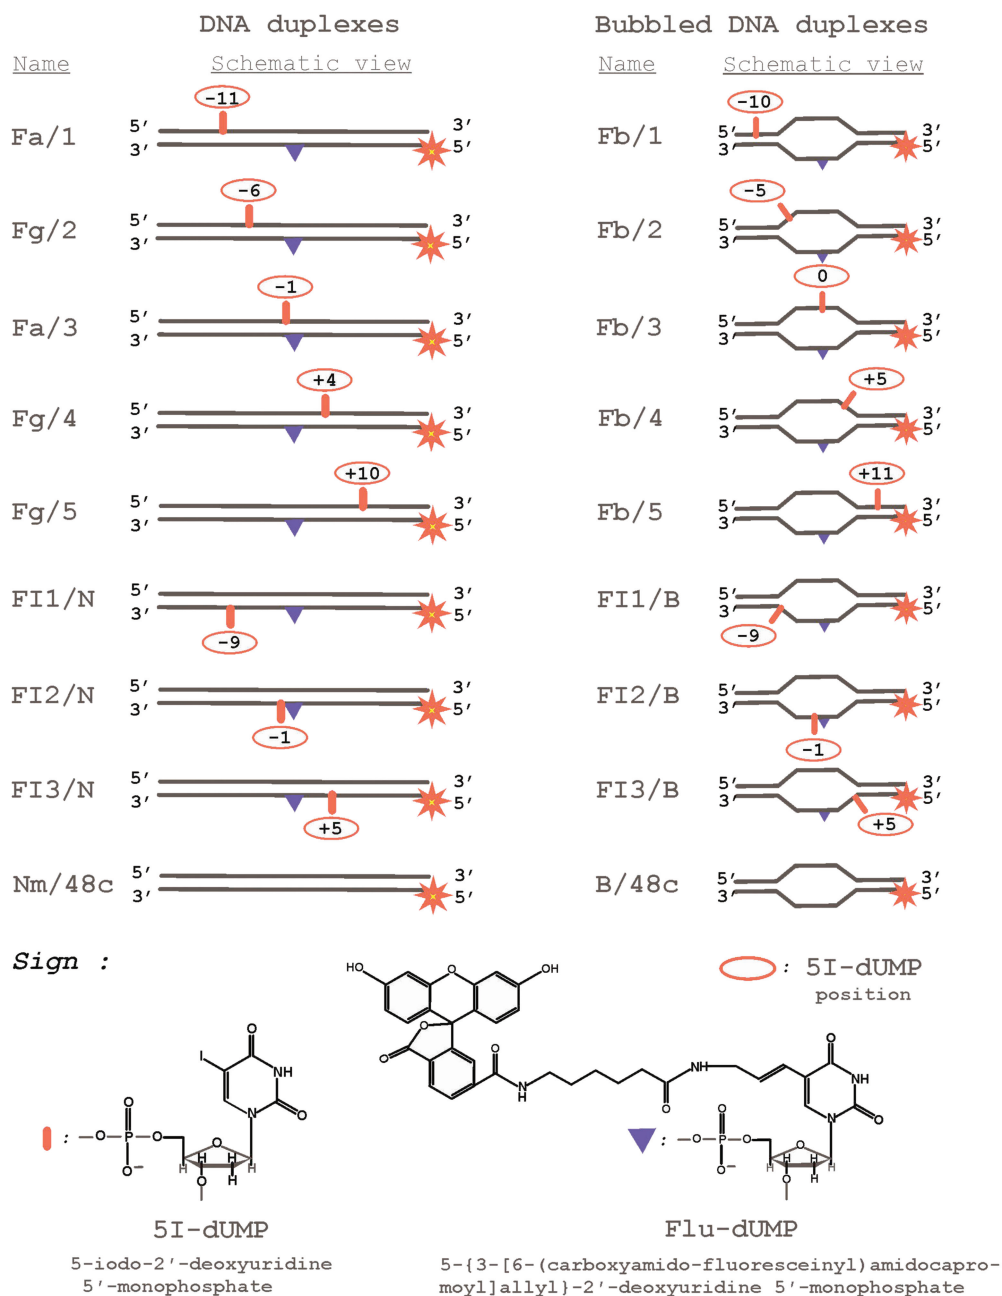 DNA duplexes
Name Schematic view
-11
Fa/1 5′ 3′
3′ 5′
-6
Fg/2 5′ 3′
3′ 5′
-1
Fa/3 5′ 3′
3′ 5′
+4
Fg/4 5′ 3′
3′ 5′
+10
Fg/5 5′ 3′
3′ 5′
FI1/N 5′ 3′
3′ 5′
-9
FI2/N 5′ 3′
3′ 5′
-1
FI3/N 5′ 3′
3′ 5′
+5
Nm/48c 5′ 3′
3′ 5′
Bubbled DNA duplexes
Name Schematic view
-10
Fb/1 5′ 3′
3′ 5′
-5
Fb/2 5′ 3′
3′ 5′
0
Fb/3 5′ 3′
3′ 5′
+5
Fb/4 5′ 3′
3′ 5′
+11
Fb/5 5′ 3′
3′ 5′
FI1/B 5′ 3′
3′ 5′
-9
FI2/B 5′ 3′
3′ 5′
-1
FI3/B 5′ 3′
3′ 5′
+5
B/48c 5′ 3′
3′ 5′
Sign :
: 5I-dUMP
position
I O NH O N
: O P O O O⁻ O H H H H O
5I-dUMP
5-iodo-2′-deoxyuridine
5′-monophosphate
HO O OH
O O O N H O NH O NH O N
: O P O O O⁻ O H H H H O
Flu-dUMP
5-{3-[6-(carboxyamido-fluoresceinyl)amidocapro-
moyl]allyl}-2′-deoxyuridine 5′-monophosphate